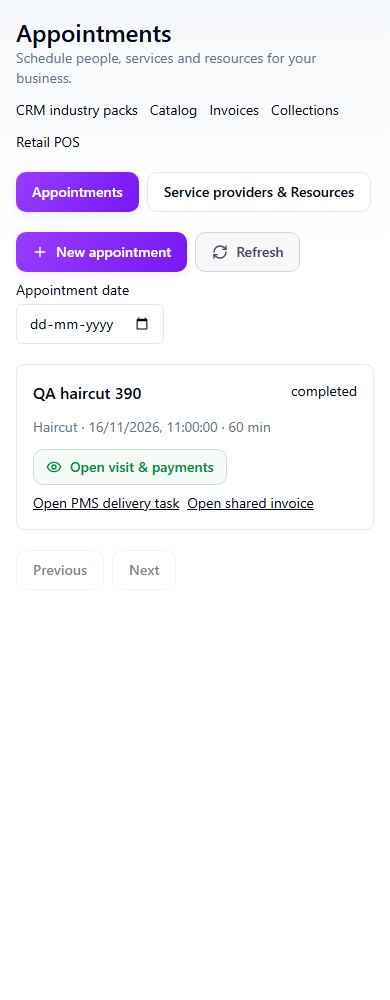 Appointments
Schedule people, services and resources for your
business.
CRM industry packs Catalog Invoices Collections
Retail POS
Appointments Service providers & Resources
New appointment Refresh
Appointment date
dd-mm-yyyy
QA haircut 390 completed
Haircut · 16/11/2026, 11:00:00 · 60 min
Open visit & payments
Open PMS delivery task Open shared invoice
Previous Next